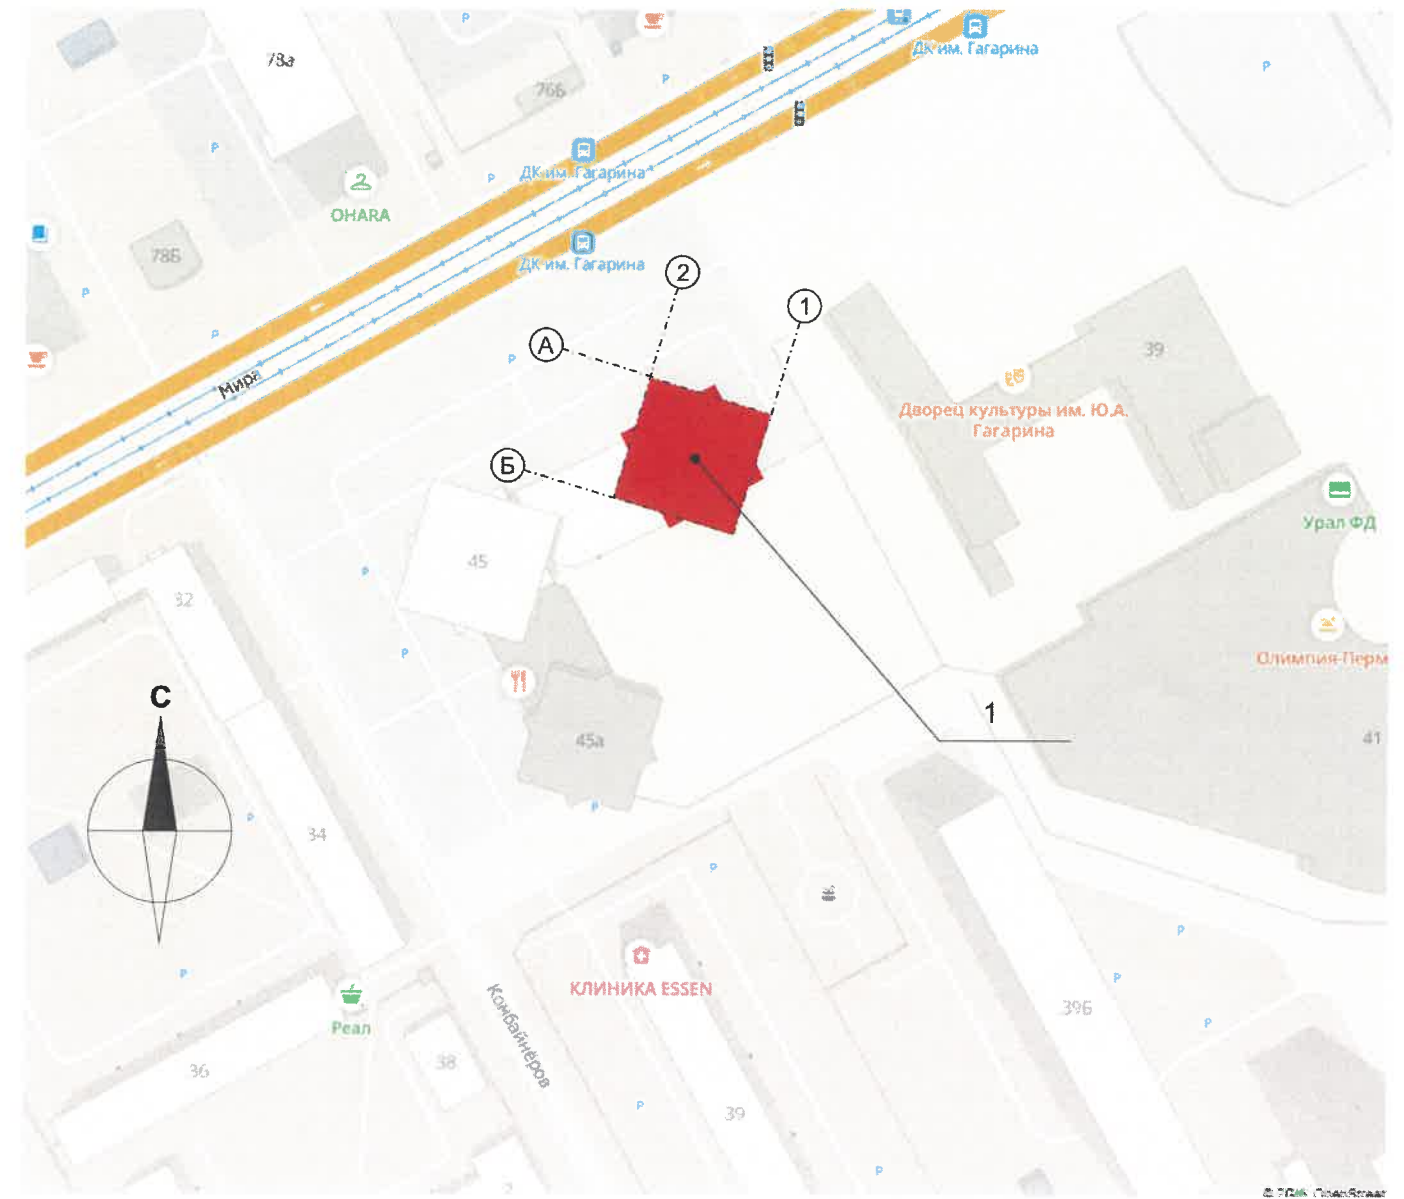 P
78а
P
ДК им. Гагарина
P
76Б
P
P
ДК им. Гагарина
OHARA
78Б
ДК им. Гагарина
2
1
P
P
А
P
39
Мира
Дворец культуры им. Ю.А.
Гагарина
Б
Урал ФД
45
P
32
P
Олимпия-Перм
С
1
45а
41
P
P
34
P
P
P
КЛИНИКА ESSEN
P
Реал
Комбайнёров
39Б
P
36
38
P
39
P